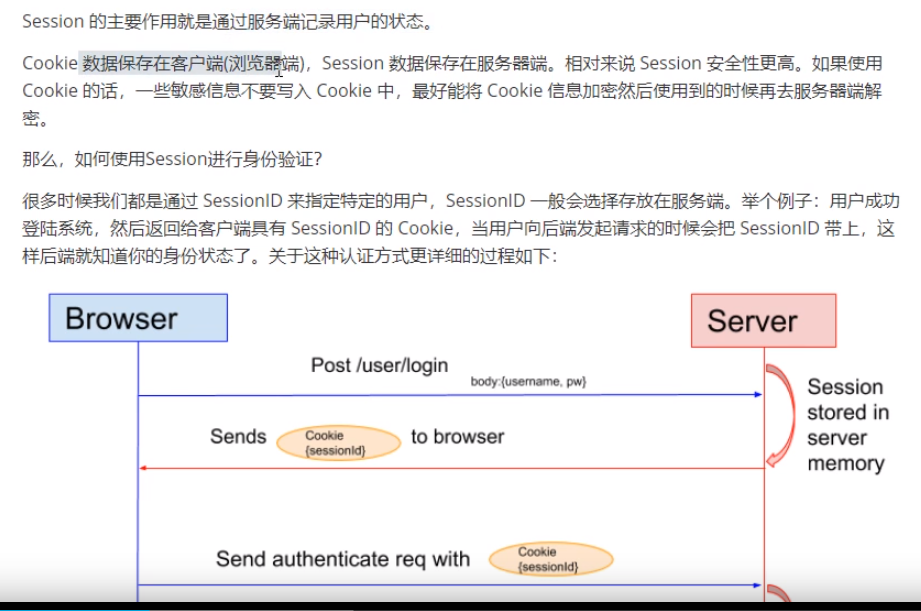 Session 的主要作用就是通过服务端记录用户的状态。
Cookie 数据保存在客户端(浏览器端)，Session 数据保存在服务器端。相对来说 Session 安全性更高。如果使用
Cookie 的话，一些敏感信息不要写入 Cookie 中，最好能将 Cookie 信息加密然后使用到的时候再去服务器端解
密。
那么，如何使用Session进行身份验证？
很多时候我们都是通过 SessionID 来指定特定的用户，SessionID 一般会选择存放在服务端。举个例子：用户成功
登陆系统，然后返回给客户端具有 SessionID 的 Cookie，当用户向后端发起请求的时候会把 SessionID 带上，这
样后端就知道你的身份状态了。关于这种认证方式更详细的过程如下：
Browser
Server
Post /user/login
body:{username, pw}
Session
stored in
server
memory
Sends
Cookie
{sessionId}
to browser
Send authenticate req with
Cookie
{sessionId}